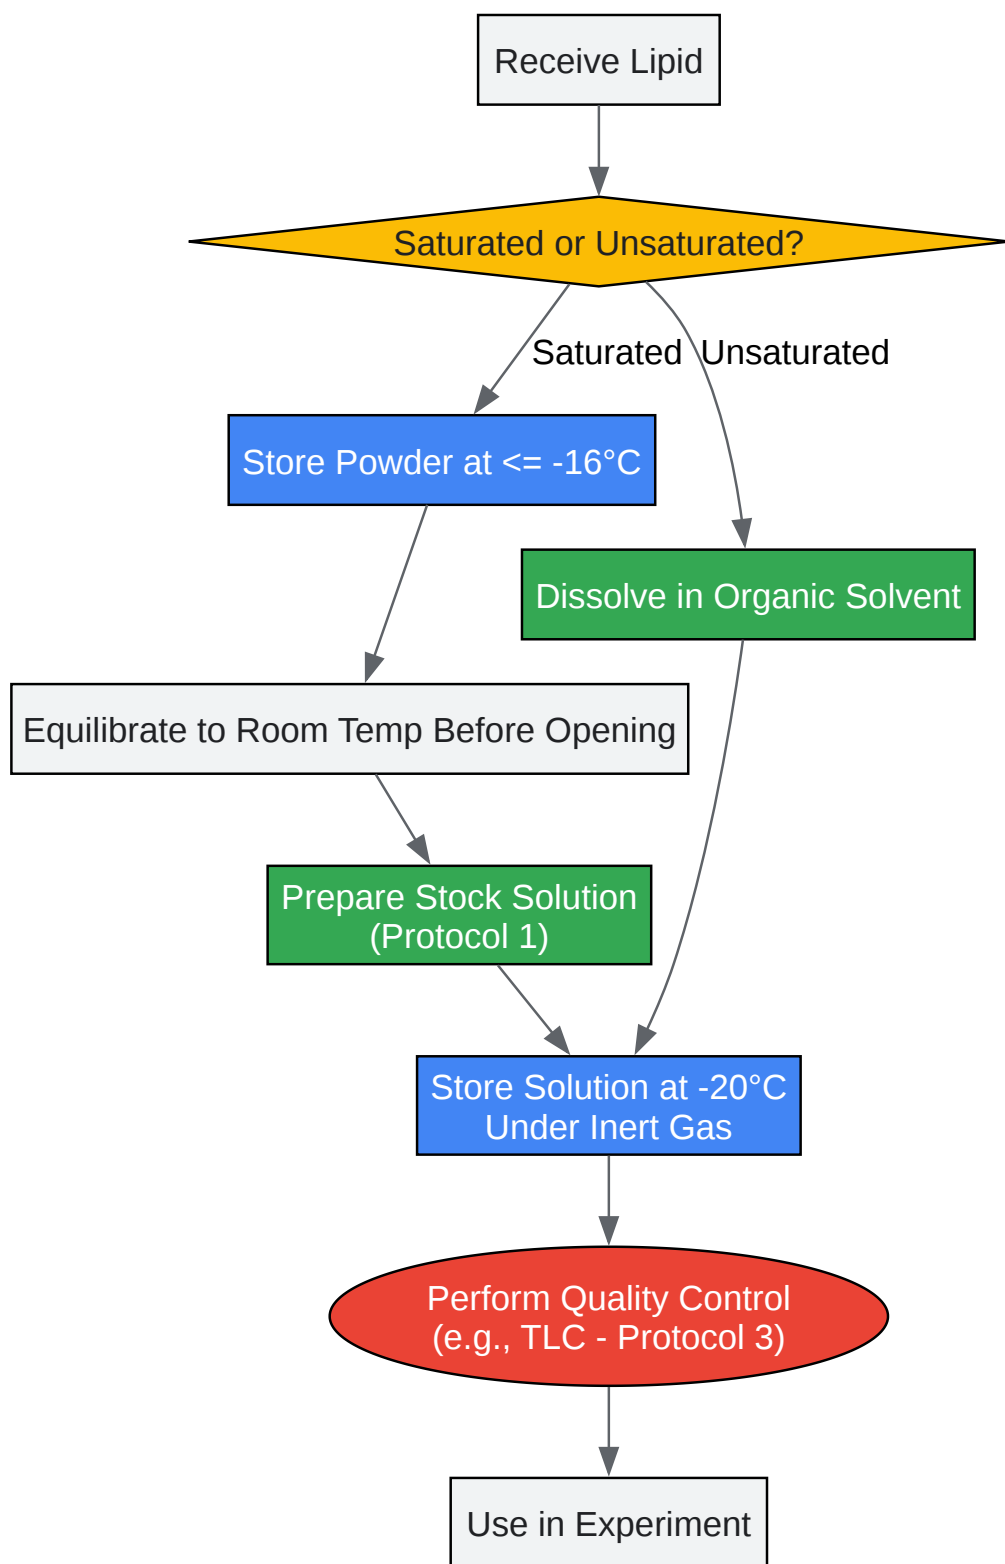 Receive Lipid
Saturated or Unsaturated?
Saturated
Unsaturated
Store Powder at <= -16°C
Dissolve in Organic Solvent
Equilibrate to Room Temp Before Opening
Prepare Stock Solution
(Protocol 1)
Store Solution at -20°C
Under Inert Gas
Perform Quality Control
(e.g., TLC - Protocol 3)
Use in Experiment